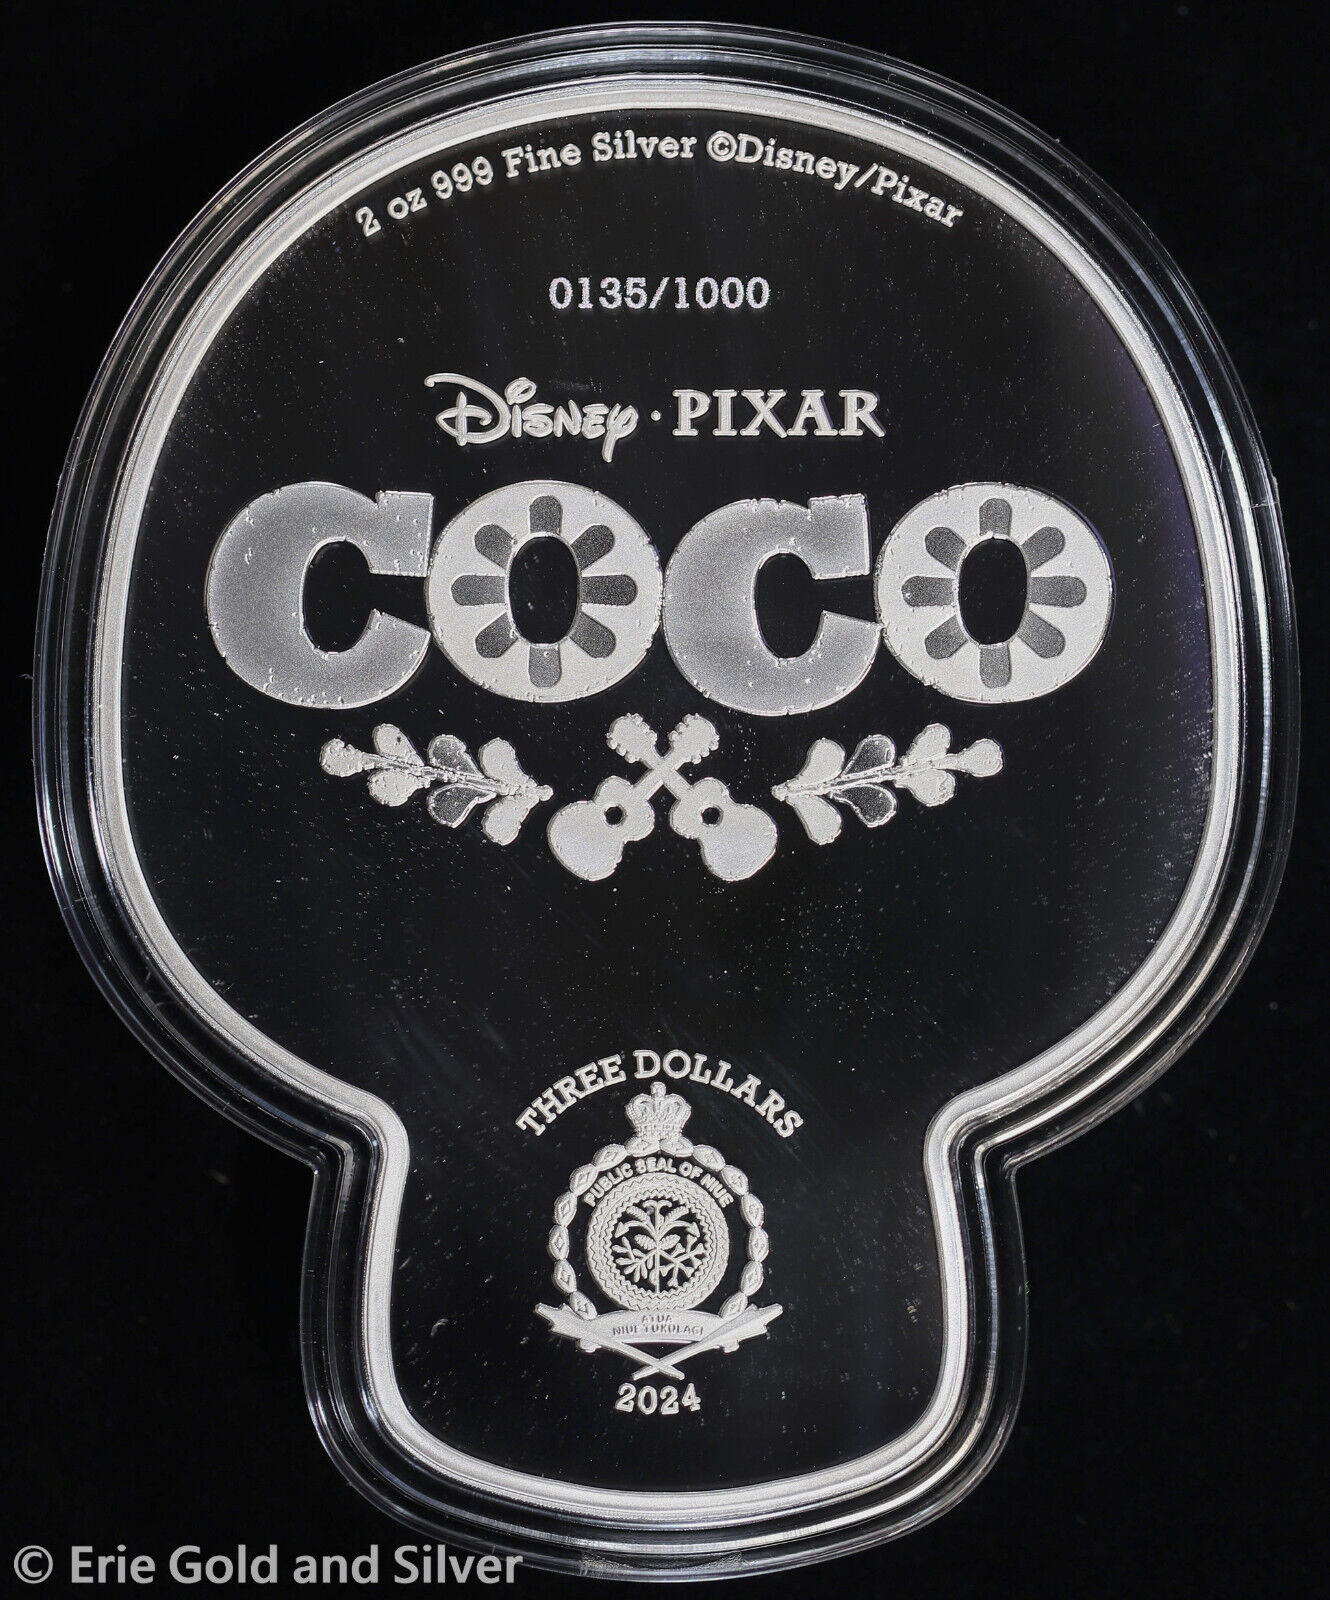 2 oz 999 Fine Silver ©Disney/Pixar
0135/1000
Disney · PIXAR
COCO
THREE DOLLARS
PUBLIC SEAL OF NIUE
ATUA
NIUE TUKULAGI
2024
© Erie Gold and Silver